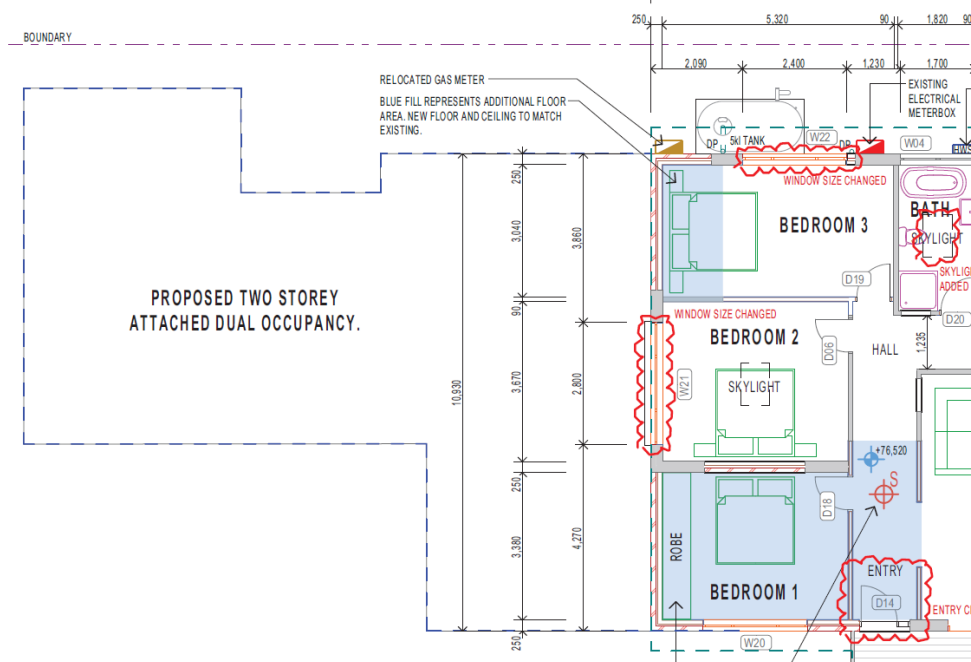 250
5,320
90
1,820
90
BOUNDARY
2,090
2,400
1,230
1,700
RELOCATED GAS METER
BLUE FILL REPRESENTS ADDITIONAL FLOOR
AREA. NEW FLOOR AND CEILING TO MATCH
EXISTING.
EXISTING
ELECTRICAL
METERBOX
DP
5kl TANK
W22
DP
W04
HWS
WINDOW SIZE CHANGED
250
3,040
3,860
BEDROOM 3
BATH
SKYLIGHT
D19
SKYLIG
ADDED
PROPOSED TWO STOREY
ATTACHED DUAL OCCUPANCY.
90
WINDOW SIZE CHANGED
BEDROOM 2
D20
D06
HALL
1,235
10,930
3,670
2,800
W21
SKYLIGHT
+76,520
S
250
D18
3,380
4,270
ROBE
ENTRY
BEDROOM 1
D14
ENTRY C
250
W20